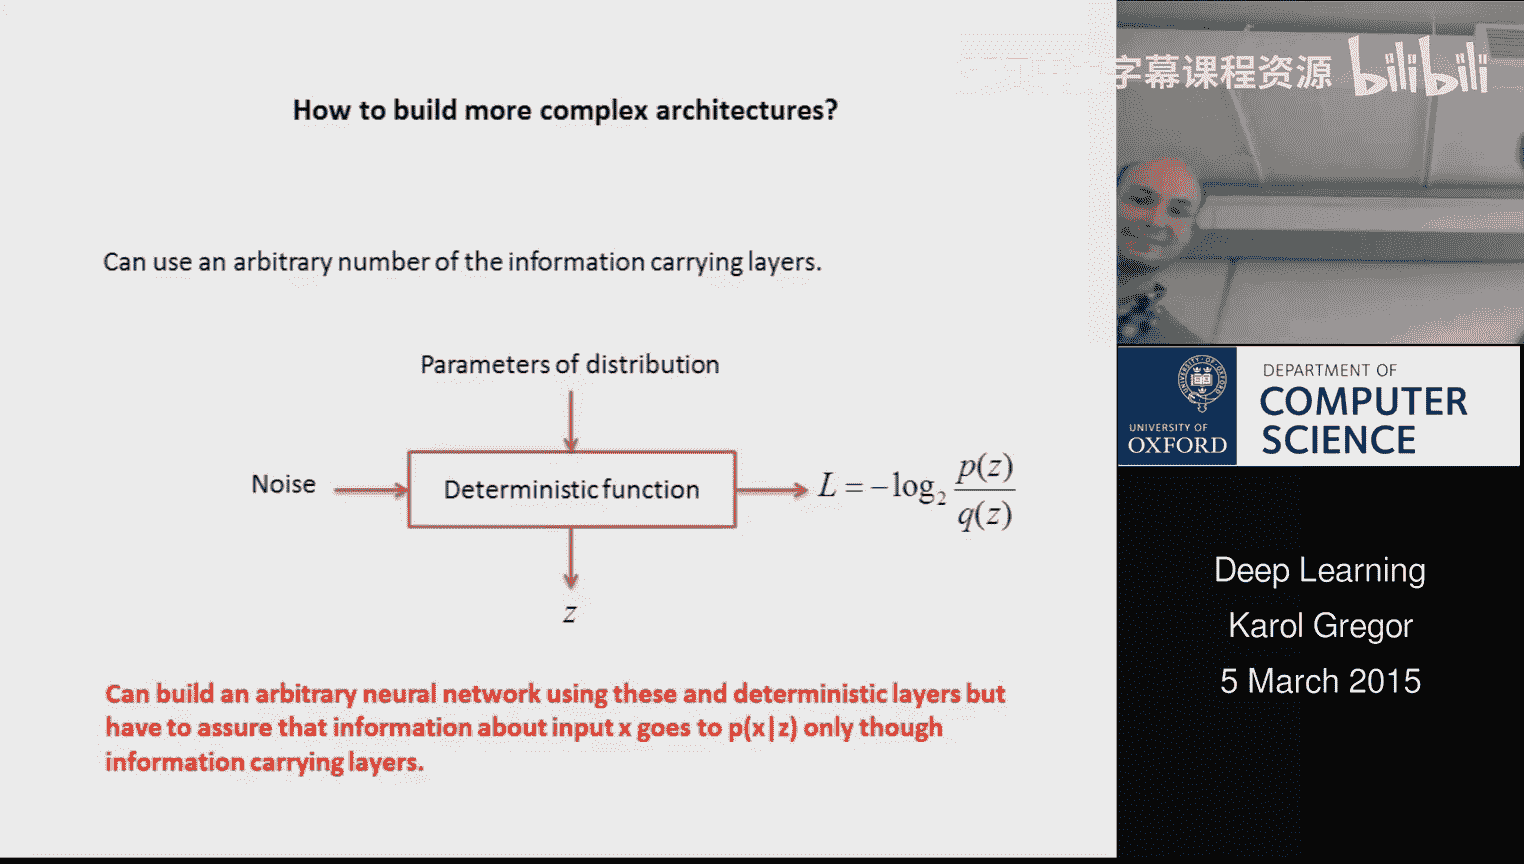 How to build more complex architectures?
Can use an arbitrary number of the information carrying layers.
Parameters of distribution
Noise
Deterministic function
L = −log₂ p(z)/q(z)
z
Can build an arbitrary neural network using these and deterministic layers but
have to assure that information about input x goes to p(x|z) only though
information carrying layers.
字幕课程资源 bilibili
UNIVERSITY OF
OXFORD
DEPARTMENT OF
COMPUTER
SCIENCE
Deep Learning
Karol Gregor
5 March 2015